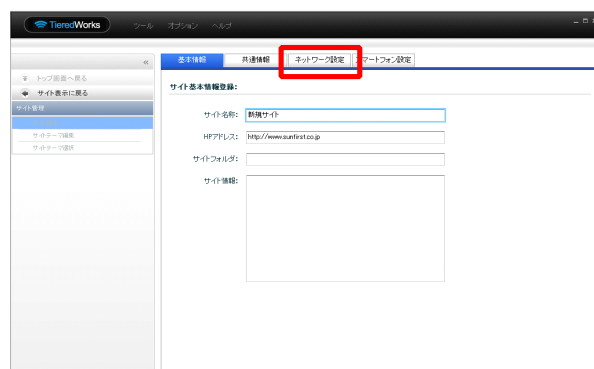 TieredWorks ツール オプション ヘルプ
«
基本情報 共通情報 ネットワーク設定 スマートフォン設定
トップ画面へ戻る
サイト表示に戻る
サイト管理
サイトテーマ編集
サイトテーマ選択
サイト基本情報登録:
サイト名称: 新規サイト
HPアドレス: http://www.sunfirst.co.jp
サイトフォルダ:
サイト情報: